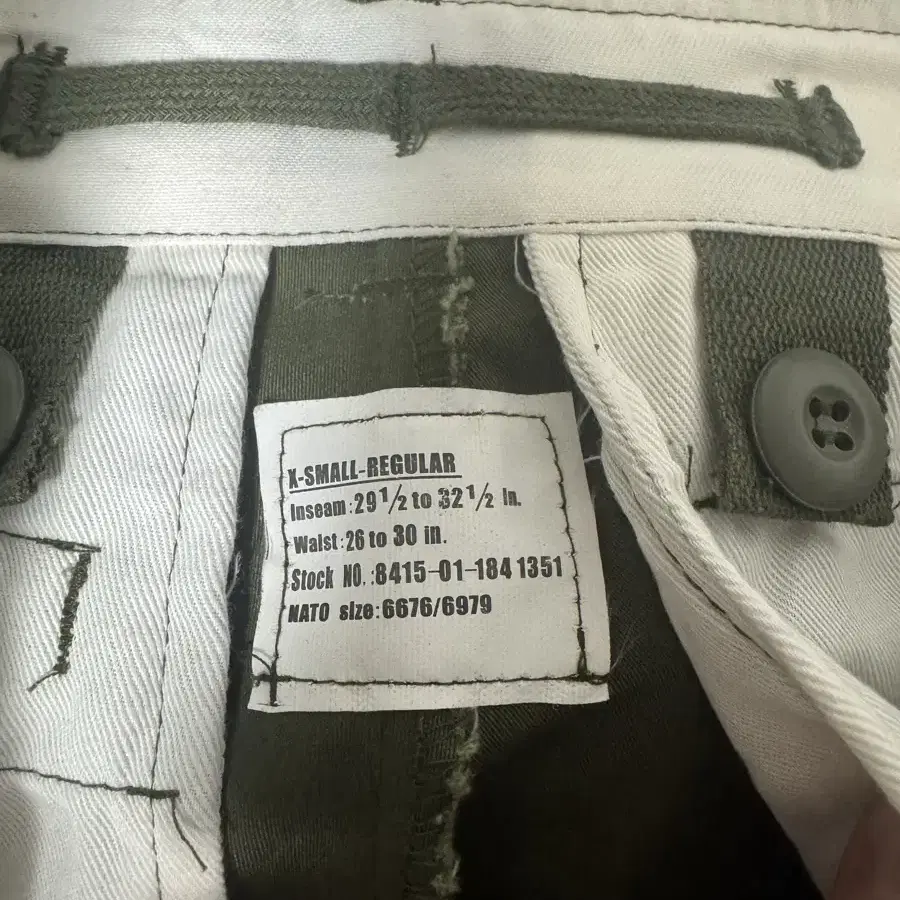 X-SMALL-REGULAR
Inseam:29 1/2 to 32 1/2 In.
Waist:26 to 30 in.
Stock NO.:8415-01-184 1351
NATO size:6676/6979